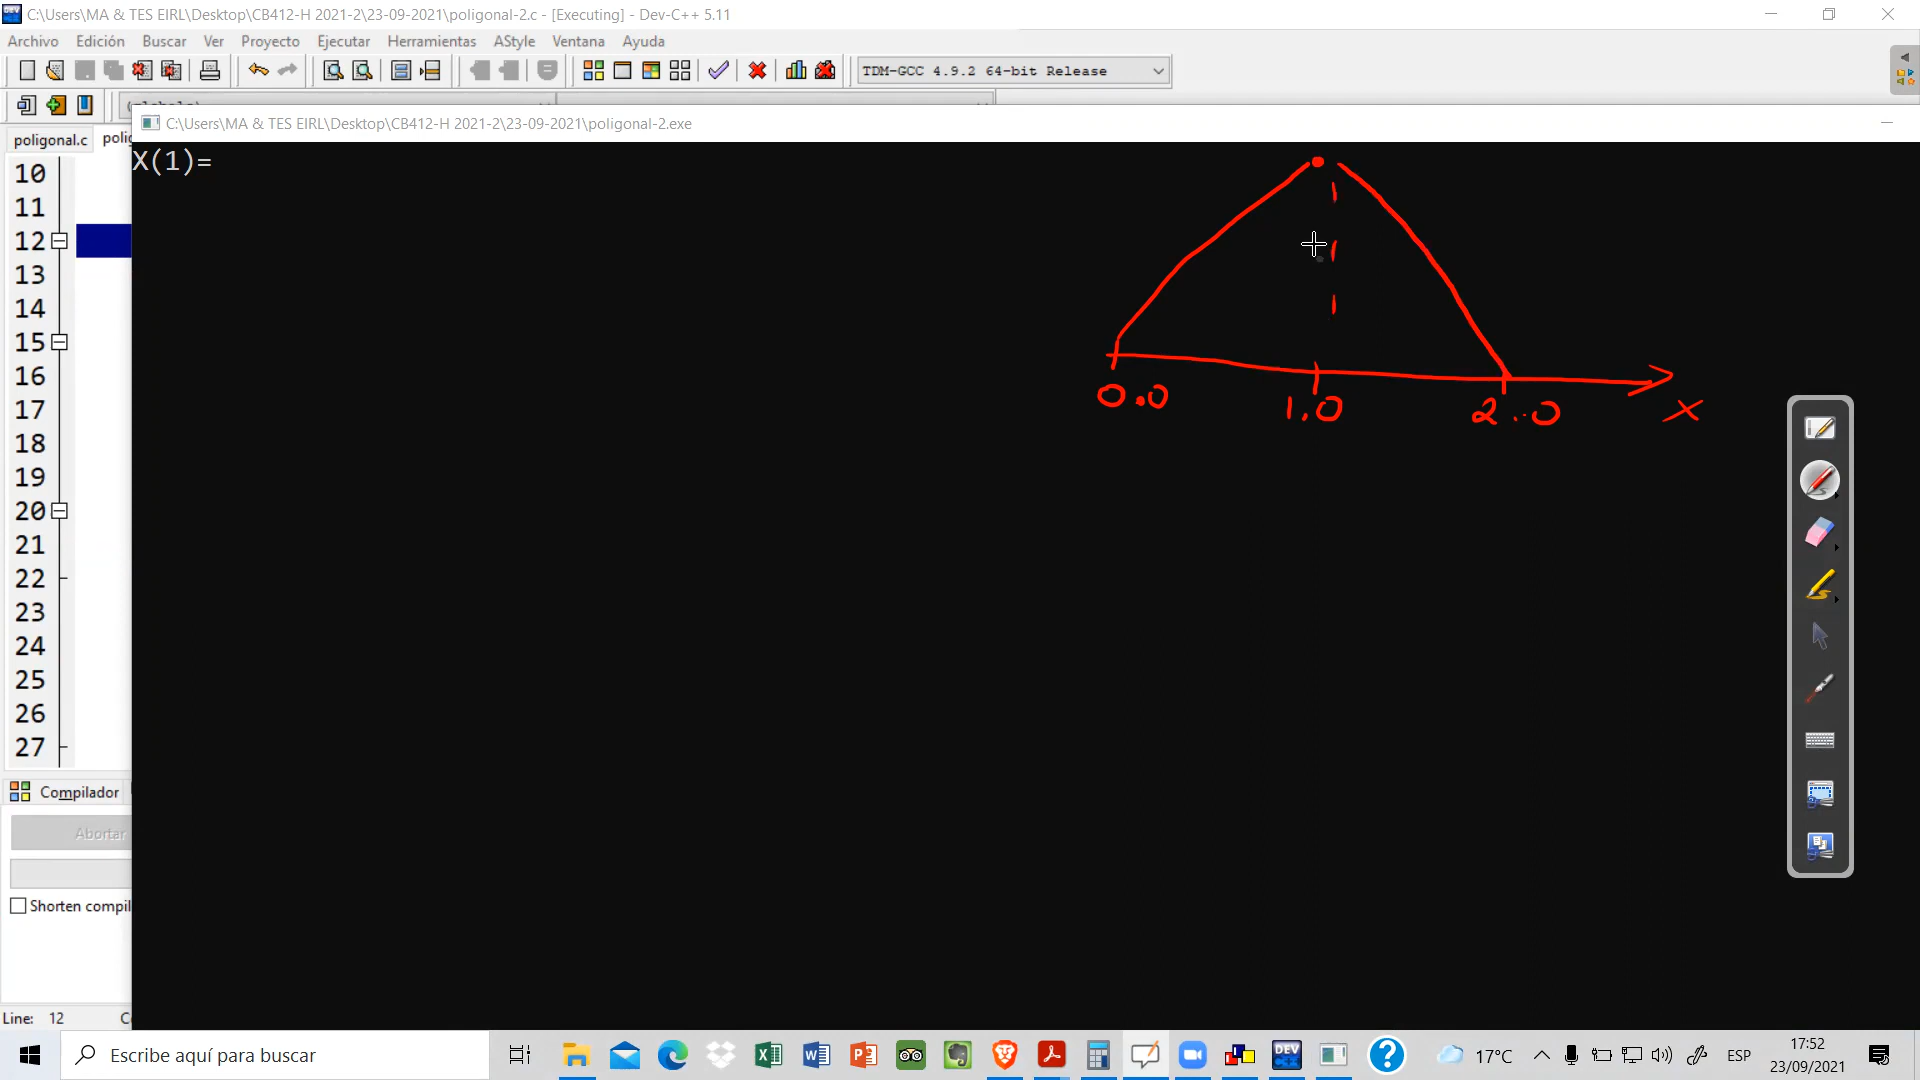 C:\Users\MA & TES EIRL\Desktop\CB412-H 2021-2\23-09-2021\poligonal-2.c - [Executing] - Dev-C++ 5.11
Archivo Edición Buscar Ver Proyecto Ejecutar Herramientas AStyle Ventana Ayuda
TDM-GCC 4.9.2 64-bit Release
C:\Users\MA & TES EIRL\Desktop\CB412-H 2021-2\23-09-2021\poligonal-2.exe
poligonal.c
X(1)=
10
11
12
13
14
15
16
17
18
19
20
21
22
23
24
25
26
27
0.0 1.0 2.0 x
Compilador
Abortar
Shorten compil
Line: 12
Escribe aquí para buscar
DEV
17°C
ESP
17:52
23/09/2021